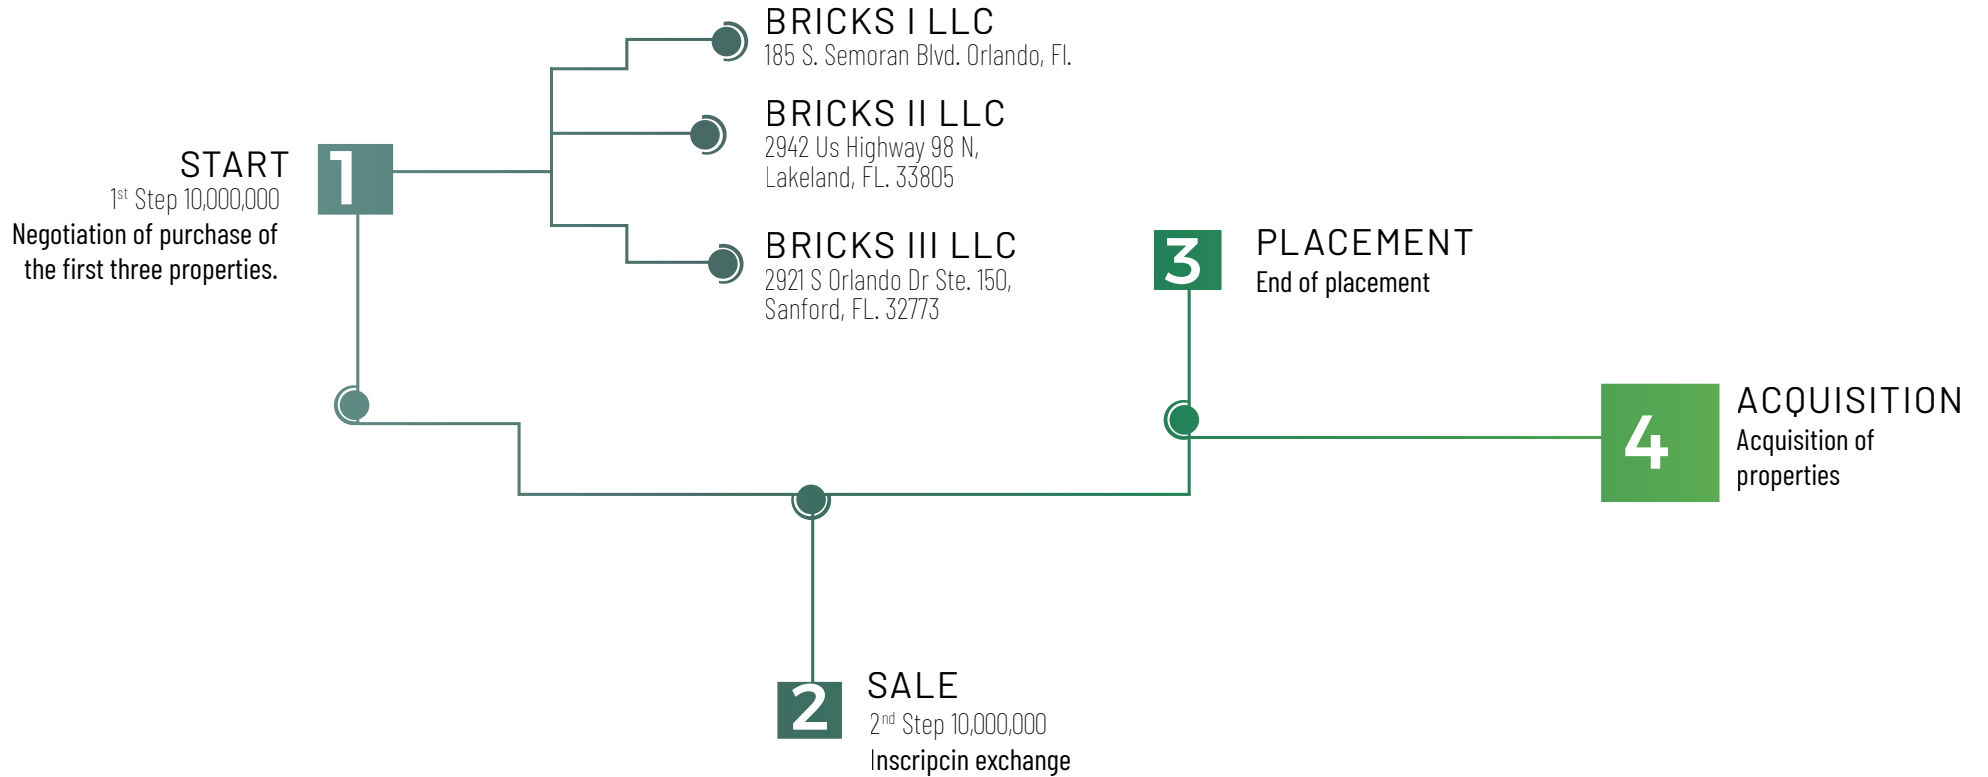 BRICKS I LLC
185 S. Semoran Blvd. Orlando, Fl.
BRICKS II LLC
2942 Us Highway 98 N,
Lakeland, FL. 33805
BRICKS III LLC
2921 S Orlando Dr Ste. 150,
Sanford, FL. 32773
START
1st Step 10,000,000
Negotiation of purchase of
the first three properties.
1
3
PLACEMENT
End of placement
4
ACQUISITION
Acquisition of
properties
2
SALE
2nd Step 10,000,000
Inscripcin exchange